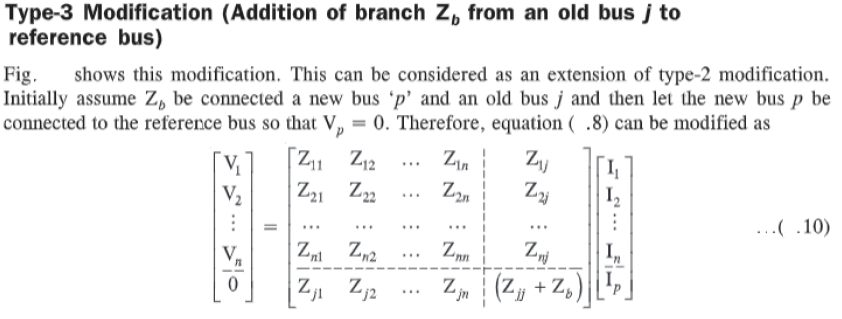 Type-3 Modification (Addition of branch Z_b from an old bus j to
reference bus)
Fig. shows this modification. This can be considered as an extension of type-2 modification.
Initially assume Z_b be connected a new bus ‘p’ and an old bus j and then let the new bus p be
connected to the reference bus so that V_p = 0. Therefore, equation ( .8) can be modified as
[V_1 V_2 ⋮ V_n 0] = [Z_11 Z_12 ... Z_1n Z_1j
Z_21 Z_22 ... Z_2n Z_2j
... ... ... ... ...
Z_n1 Z_n2 ... Z_nn Z_nj
Z_j1 Z_j2 ... Z_jn (Z_jj + Z_b)] [I_1 I_2 ⋮ I_n I_p] ...( .10)